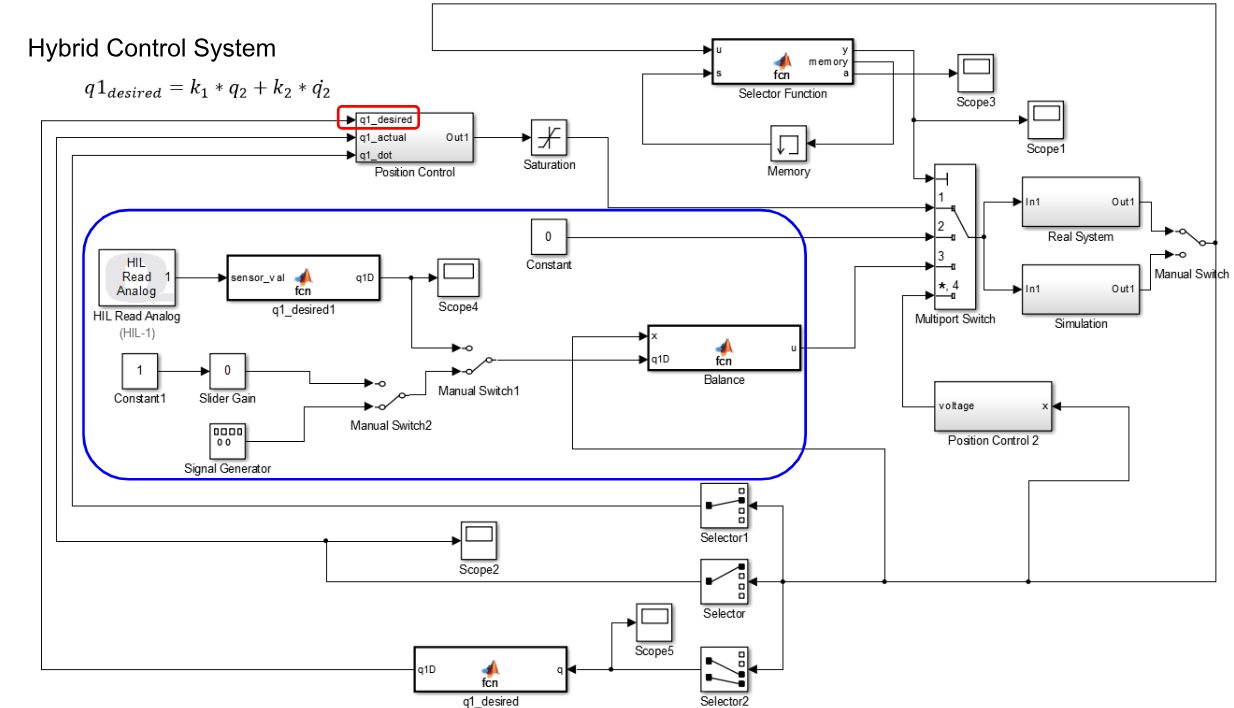 Hybrid Control System
q1_desired = k_1 * q_2 + k_2 * q̇_2
q1_desired
q1_actual
q1_dot
Out1
Position Control
Saturation
u
s
fcn
y
memory
a
Selector Function
Memory
Scope3
Scope1
1
2
3
*, 4
Multiport Switch
In1
Out1
Real System
In1
Out1
Simulation
Manual Switch
0
Constant
HIL
Read
Analog
1
HIL Read Analog
(HIL-1)
sensor_val
fcn
q1D
q1_desired1
Scope4
1
Constant1
0
Slider Gain
Manual Switch1
Manual Switch2
Signal Generator
x
q1D
fcn
u
Balance
voltage
x
Position Control 2
Selector1
Scope2
Selector
Scope5
q1D
fcn
q
q1_desired
Selector2